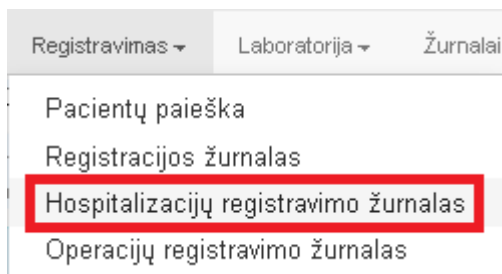 Registravimas Laboratorija Žurnalai
Pacientų paieška
Registracijos žurnalas
Hospitalizacijų registravimo žurnalas
Operacijų registravimo žurnalas